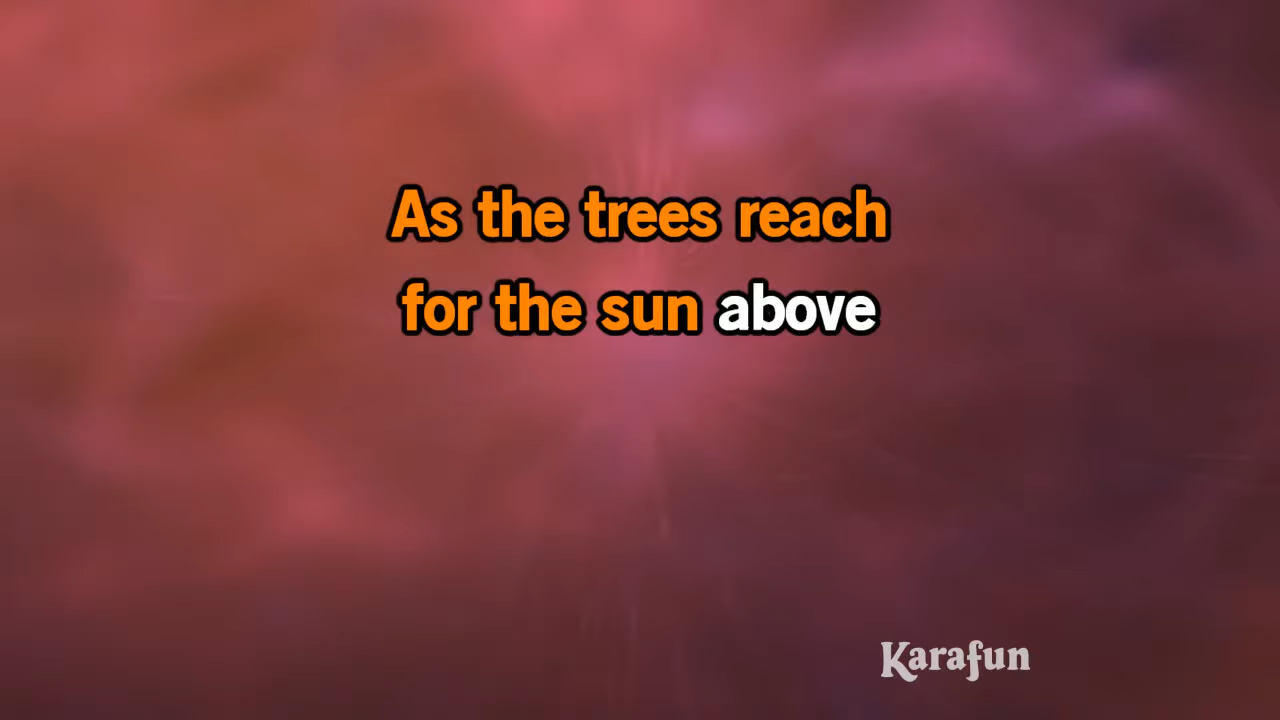 As the trees reach
for the sun above
Karafun